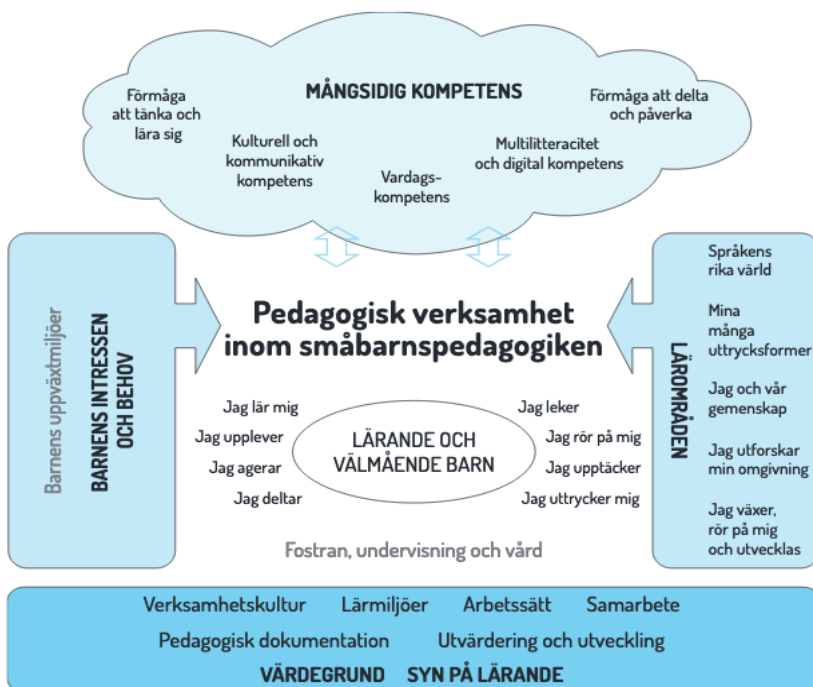 MÅNGSIDIG KOMPETENS
Förmåga
att tänka och
lära sig
Kulturell och
kommunikativ
kompetens
Vardags-
kompetens
Multilitteracitet
och digital kompetens
Förmåga att delta
och påverka
Barnens uppväxtmiljöer
BARNENS INTRESSEN
OCH BEHOV
Pedagogisk verksamhet
inom småbarnspedagogiken
Jag lär mig
Jag upplever
Jag agerar
Jag deltar
LÄRANDE OCH
VÄLMÅENDE BARN
Jag leker
Jag rör på mig
Jag upptäcker
Jag uttrycker mig
Fostran, undervisning och vård
LÄROMRÅDEN
Språkens
rika värld
Mina
många
uttrycksformer
Jag och vår
gemenskap
Jag utforskar
min omgivning
Jag växer,
rör på mig
och utvecklas
Verksamhetskultur Lärmiljöer Arbetssätt Samarbete
Pedagogisk dokumentation Utvärdering och utveckling
VÄRDEGRUND SYN PÅ LÄRANDE